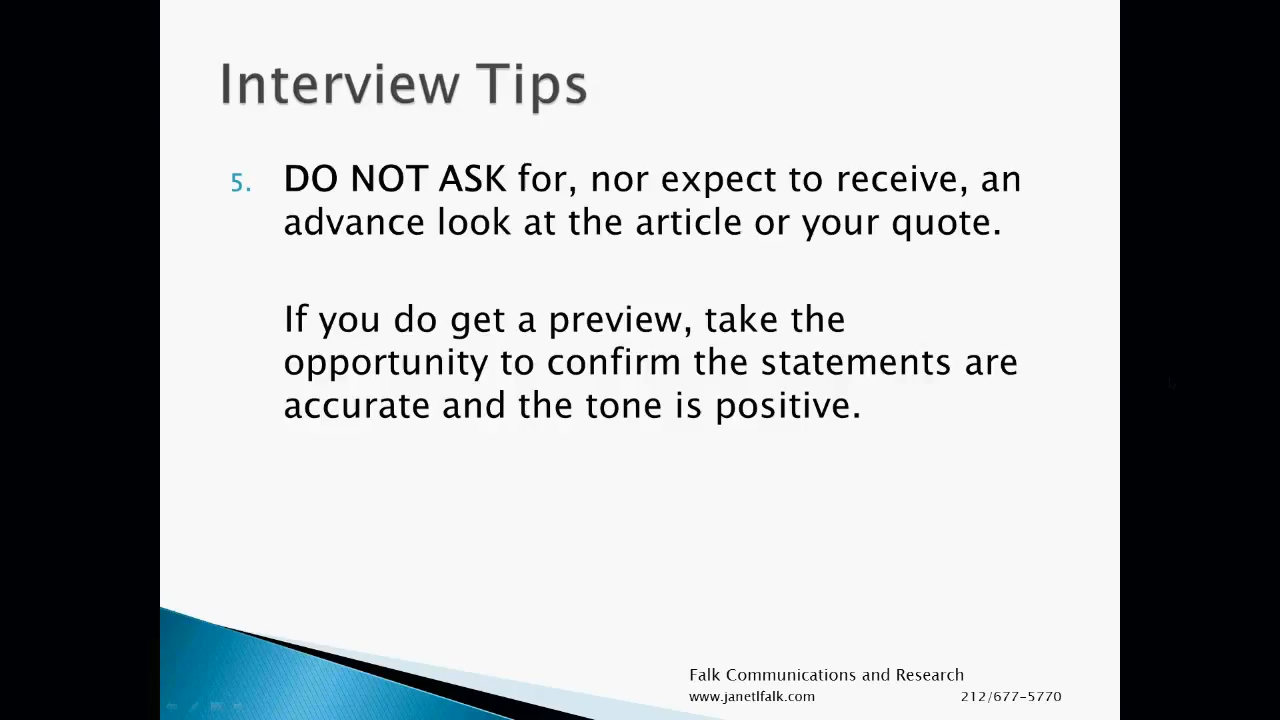 Interview Tips
5. DO NOT ASK for, nor expect to receive, an
advance look at the article or your quote.
If you do get a preview, take the
opportunity to confirm the statements are
accurate and the tone is positive.
Falk Communications and Research
www.janetlfalk.com 212/677-5770